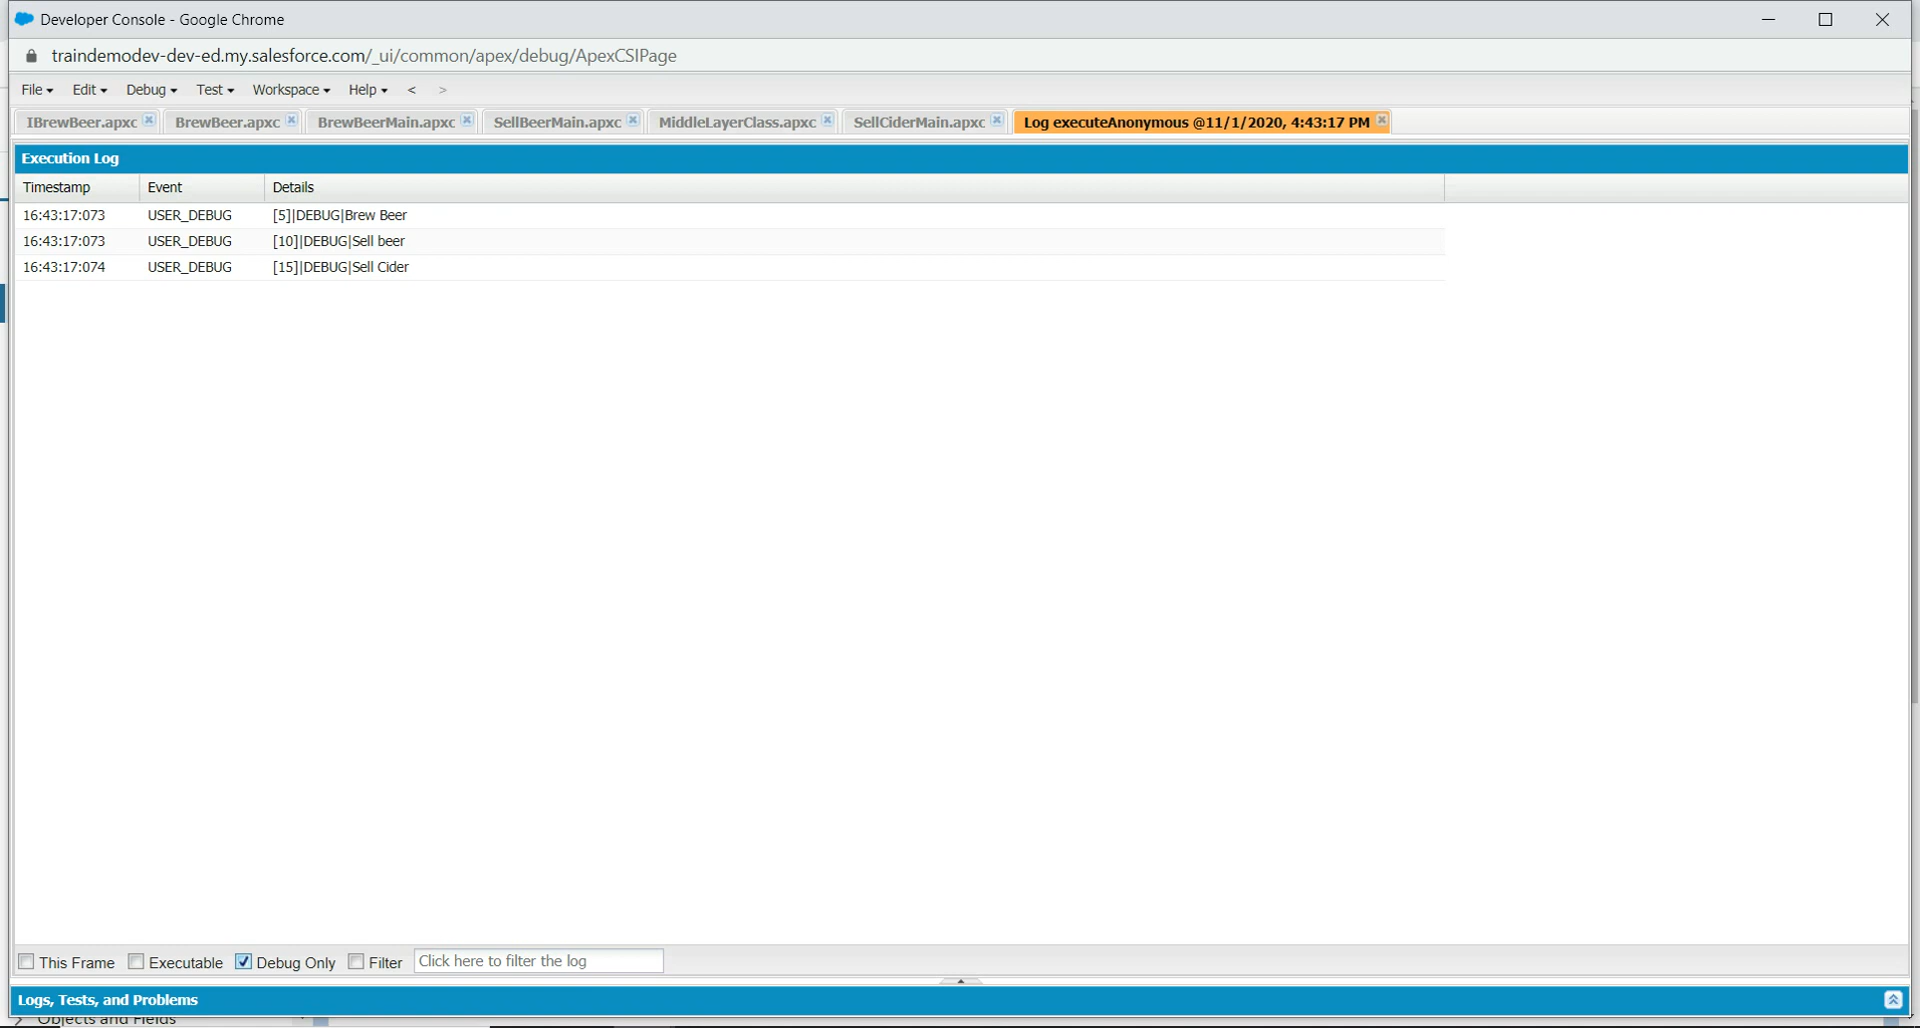 Developer Console - Google Chrome
traindemodev-dev-ed.my.salesforce.com/_ui/common/apex/debug/ApexCSIPage
File Edit Debug Test Workspace Help < >
IBrewBeer.apxc BrewBeer.apxc BrewBeerMain.apxc SellBeerMain.apxc MiddleLayerClass.apxc SellCiderMain.apxc Log executeAnonymous @11/1/2020, 4:43:17 PM
Execution Log
Timestamp Event Details
16:43:17:073 USER_DEBUG [5]|DEBUG|Brew Beer
16:43:17:073 USER_DEBUG [10]|DEBUG|Sell beer
16:43:17:074 USER_DEBUG [15]|DEBUG|Sell Cider
This Frame Executable Debug Only Filter Click here to filter the log
Logs, Tests, and Problems
Objects and Fields